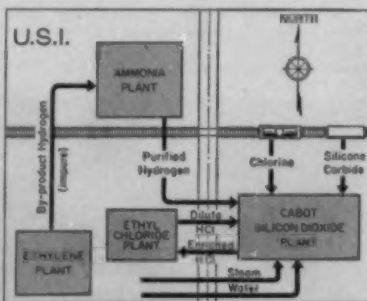 NORTH
U.S.I.
AMMONIA
PLANT
By-product Hydrogen
(impure)
Purified
Hydrogen
Chlorine
Silicone
Carbide
Dilute
HCl
ETHYL
CHLORIDE
PLANT
Enriched
HCl
CABOT
SILICON DIOXIDE
PLANT
ETHYLENE
PLANT
Steam
Water